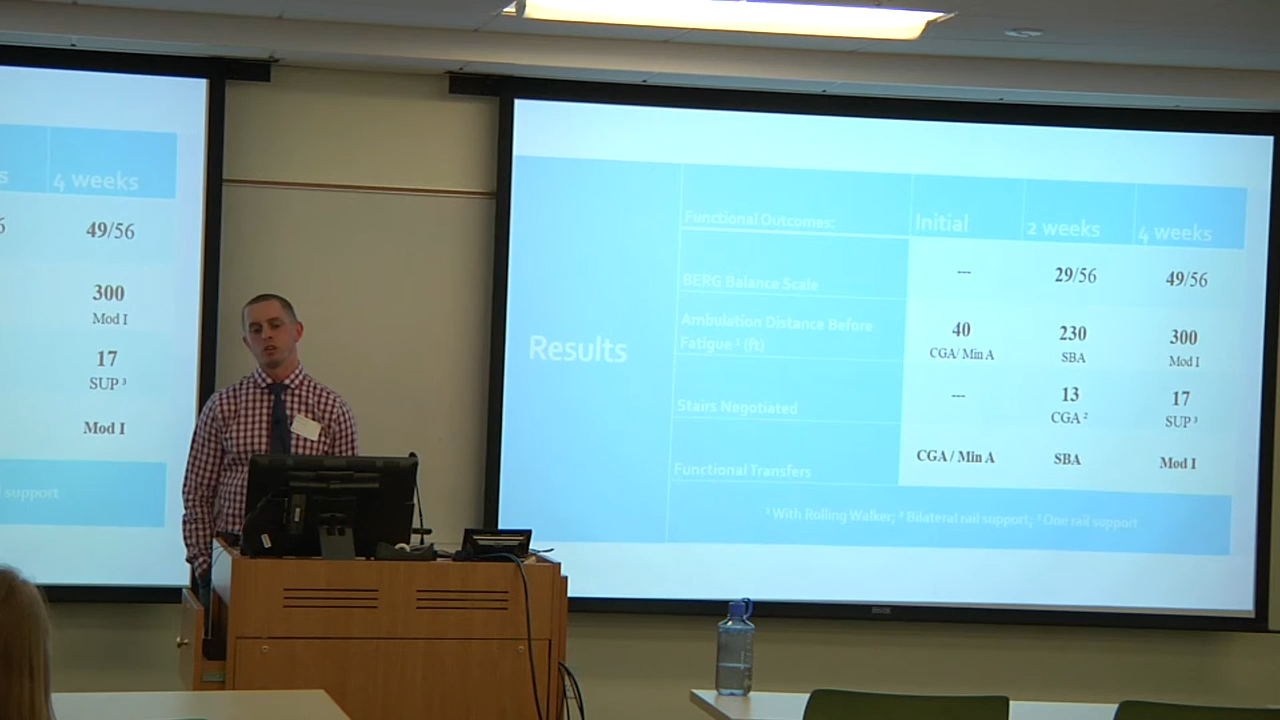 4 weeks
49/56
300
Mod I
17
SUP ³
Mod I
support
Results
Functional Outcomes: Initial 2 weeks 4 weeks
BERG Balance Scale --- 29/56 49/56
Ambulation Distance Before 40 230 300
Fatigue ¹ (ft) CGA/ Min A SBA Mod I
Stairs Negotiated --- 13 17
CGA ² SUP ³
Functional Transfers CGA / Min A SBA Mod I
¹ With Rolling Walker; ² Bilateral rail support; ³ One rail support